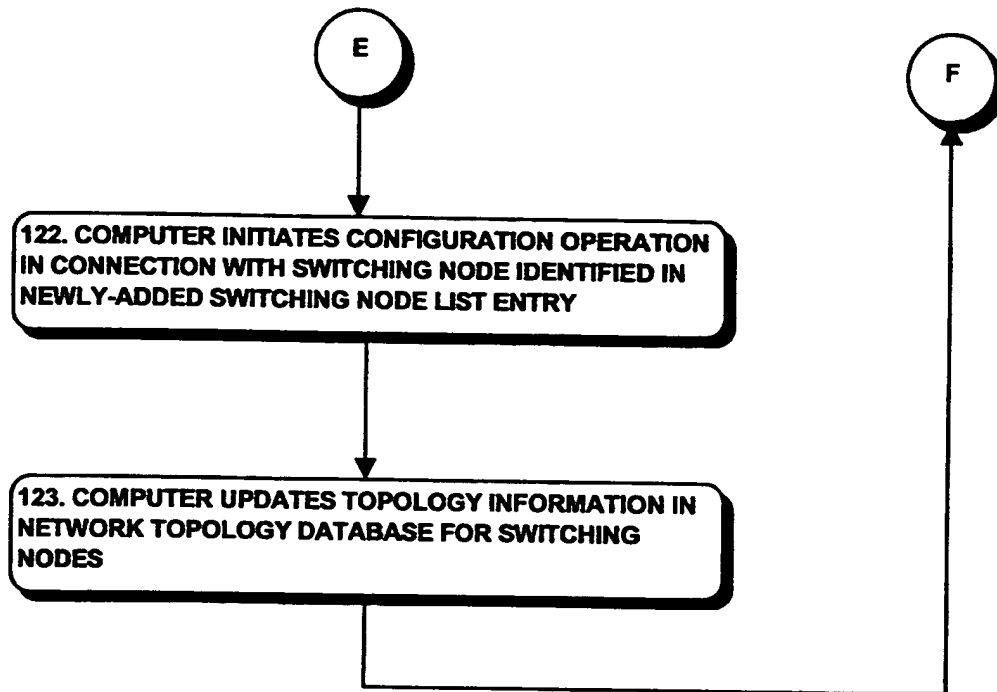 E
F
122. COMPUTER INITIATES CONFIGURATION OPERATION
IN CONNECTION WITH SWITCHING NODE IDENTIFIED IN
NEWLY-ADDED SWITCHING NODE LIST ENTRY
123. COMPUTER UPDATES TOPOLOGY INFORMATION IN
NETWORK TOPOLOGY DATABASE FOR SWITCHING
NODES